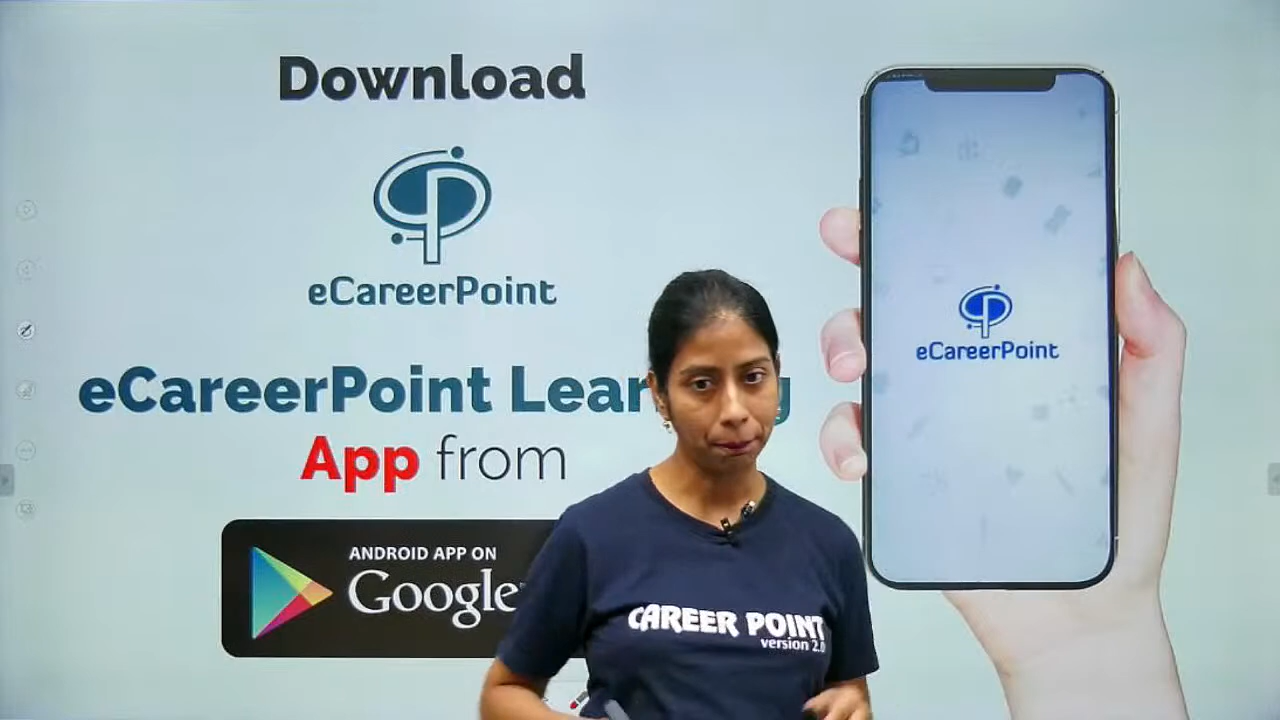 Download
eCareerPoint
eCareerPoint Lear g
App from
ANDROID APP ON
Google
eCareerPoint
CAREER POINT
version 2.0